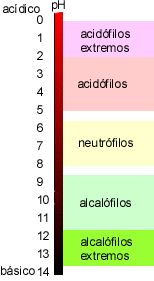 acídico pH
0
1
2
3
4
5
6
7
8
9
10
11
12
13
básico 14
acidófilos
extremos
acidófilos
neutrófilos
alcalófilos
alcalófilos
extremos